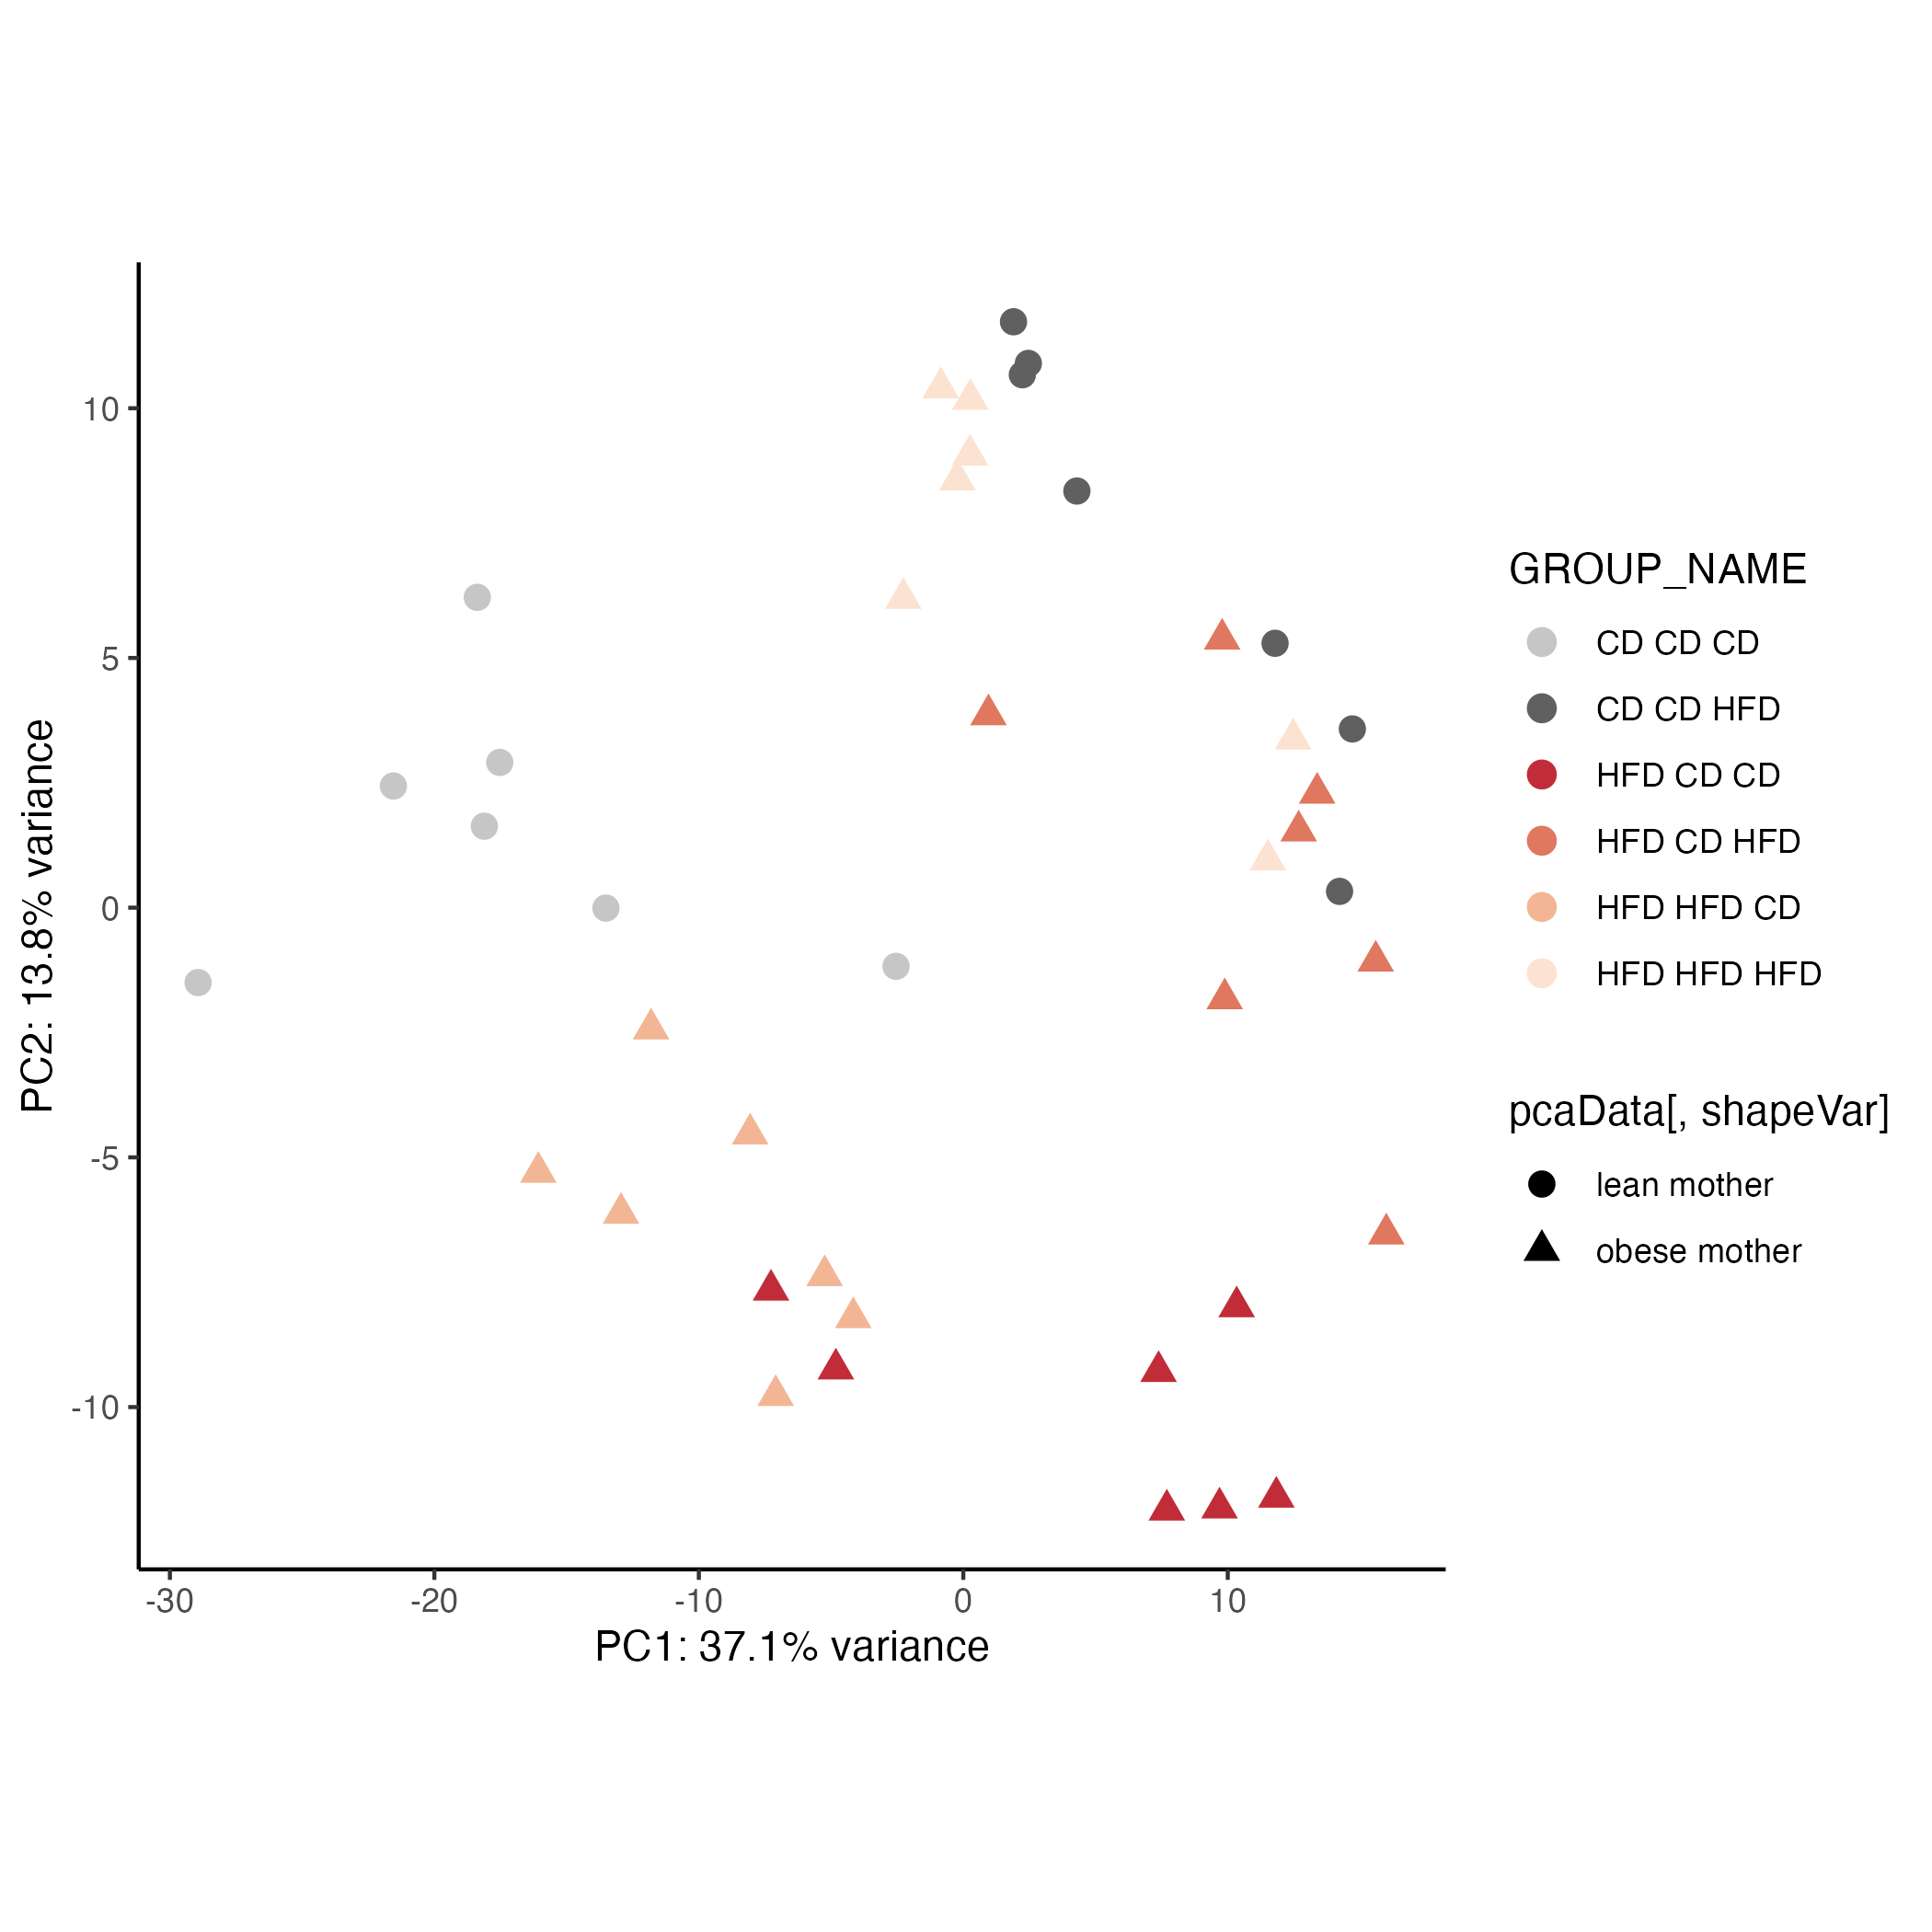 10
5
0
-5
-10
PC2: 13.8% variance
-30
-20
-10
0
10
PC1: 37.1% variance
GROUP_NAME
CD CD CD
CD CD HFD
HFD CD CD
HFD CD HFD
HFD HFD CD
HFD HFD HFD
pcaData[, shapeVar]
lean mother
obese mother